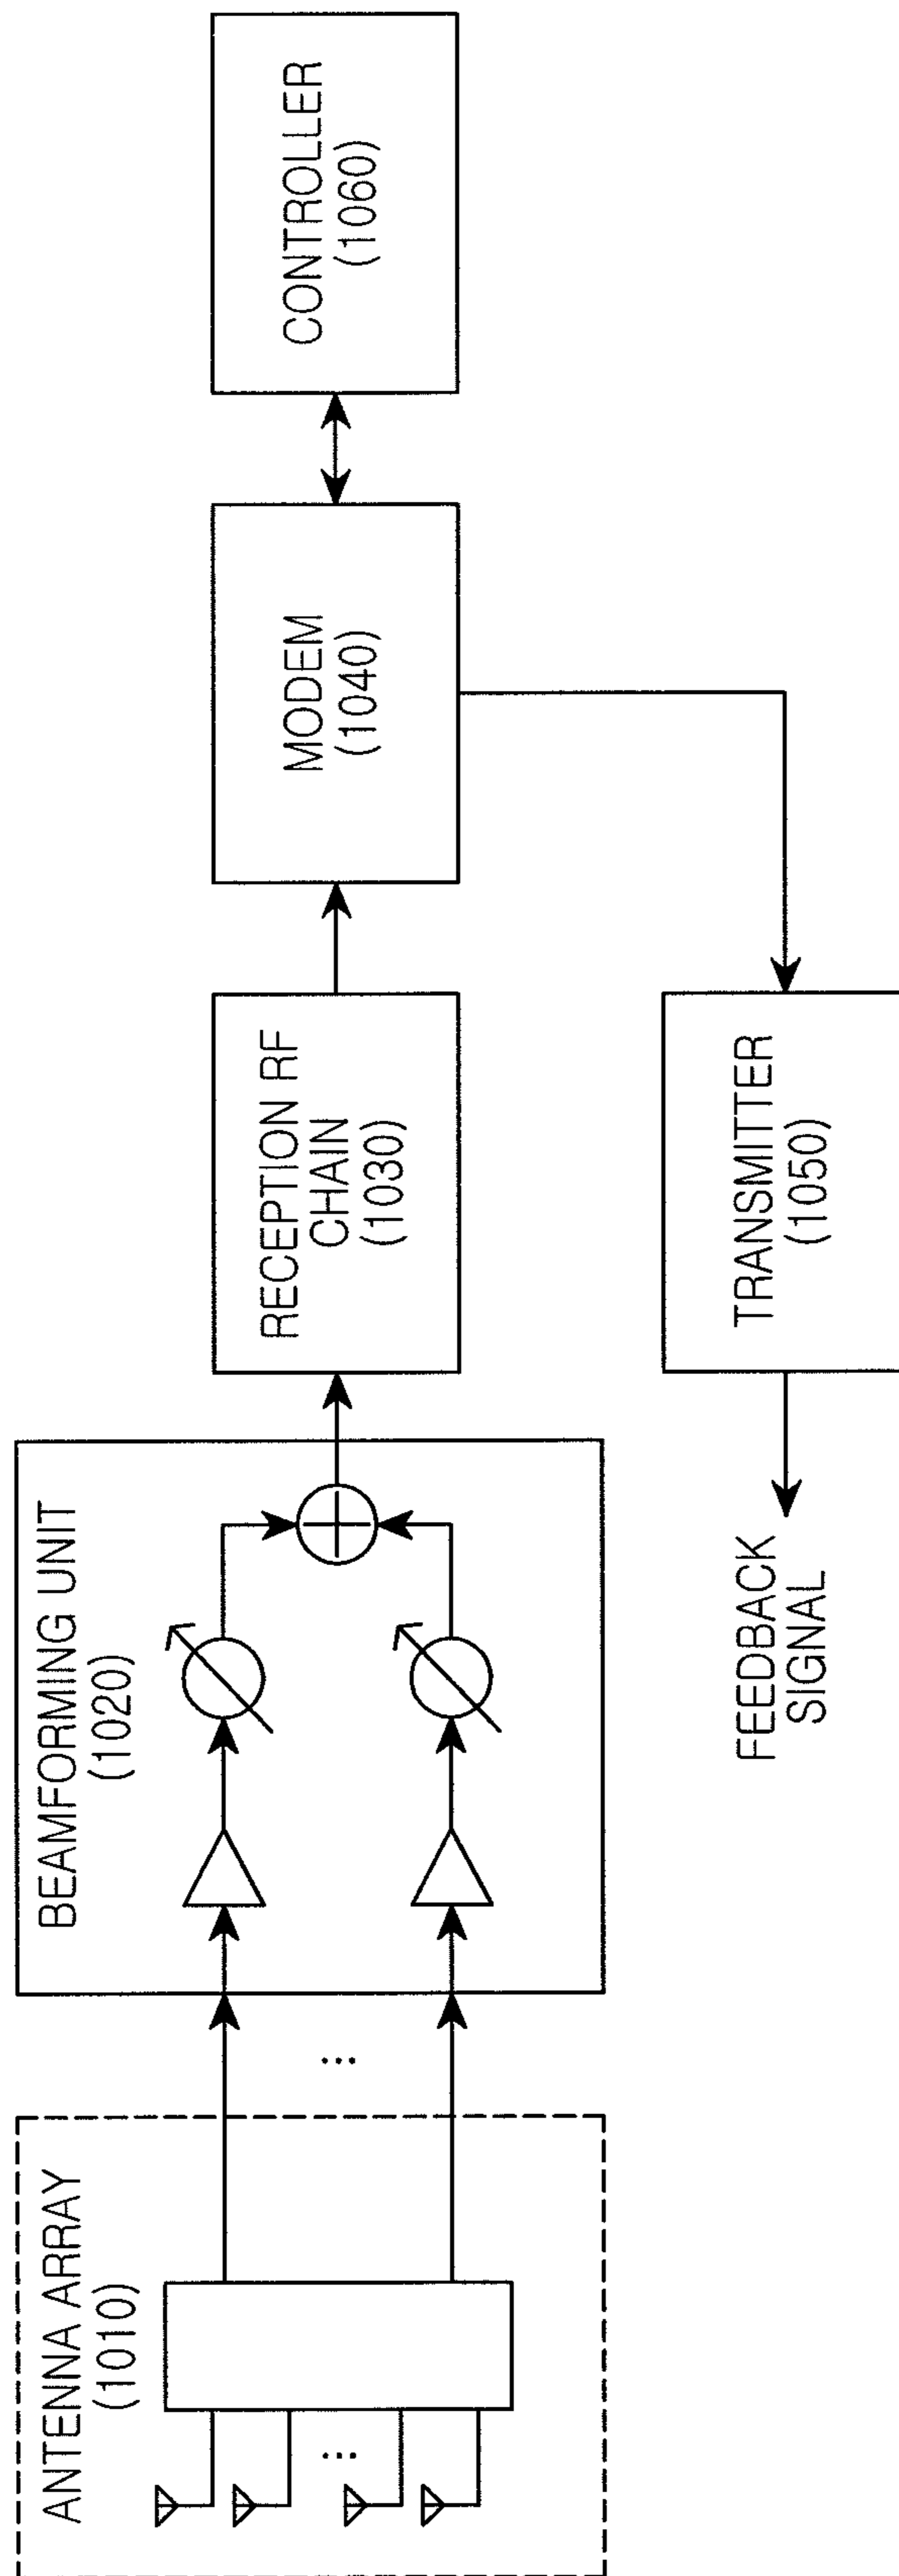 ANTENNA ARRAY
(1010)
...
...
BEAMFORMING UNIT
(1020)
RECEPTION RF
CHAIN
(1030)
MODEM
(1040)
CONTROLLER
(1060)
TRANSMITTER
(1050)
FEEDBACK
SIGNAL